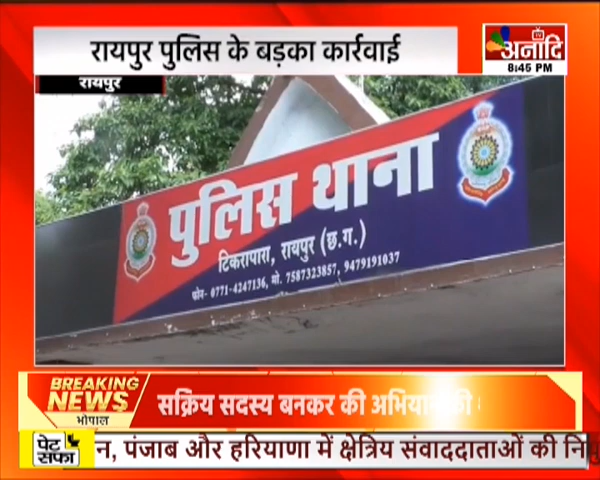 रायपुर पुलिस के बड़का कार्रवाई
TV
अनादि
8:45 PM
रायपुर
पुलिस थाना
टिकरापारा, रायपुर (छ.ग.)
फोन- 0771-4247136, मो. 7587323857, 9479191037
BREAKING NEWS
भोपाल
सक्रिय सदस्य बनकर की
पेट सफा
न, पंजाब और हरियाणा में क्षेत्रिय संवाददाताओं की